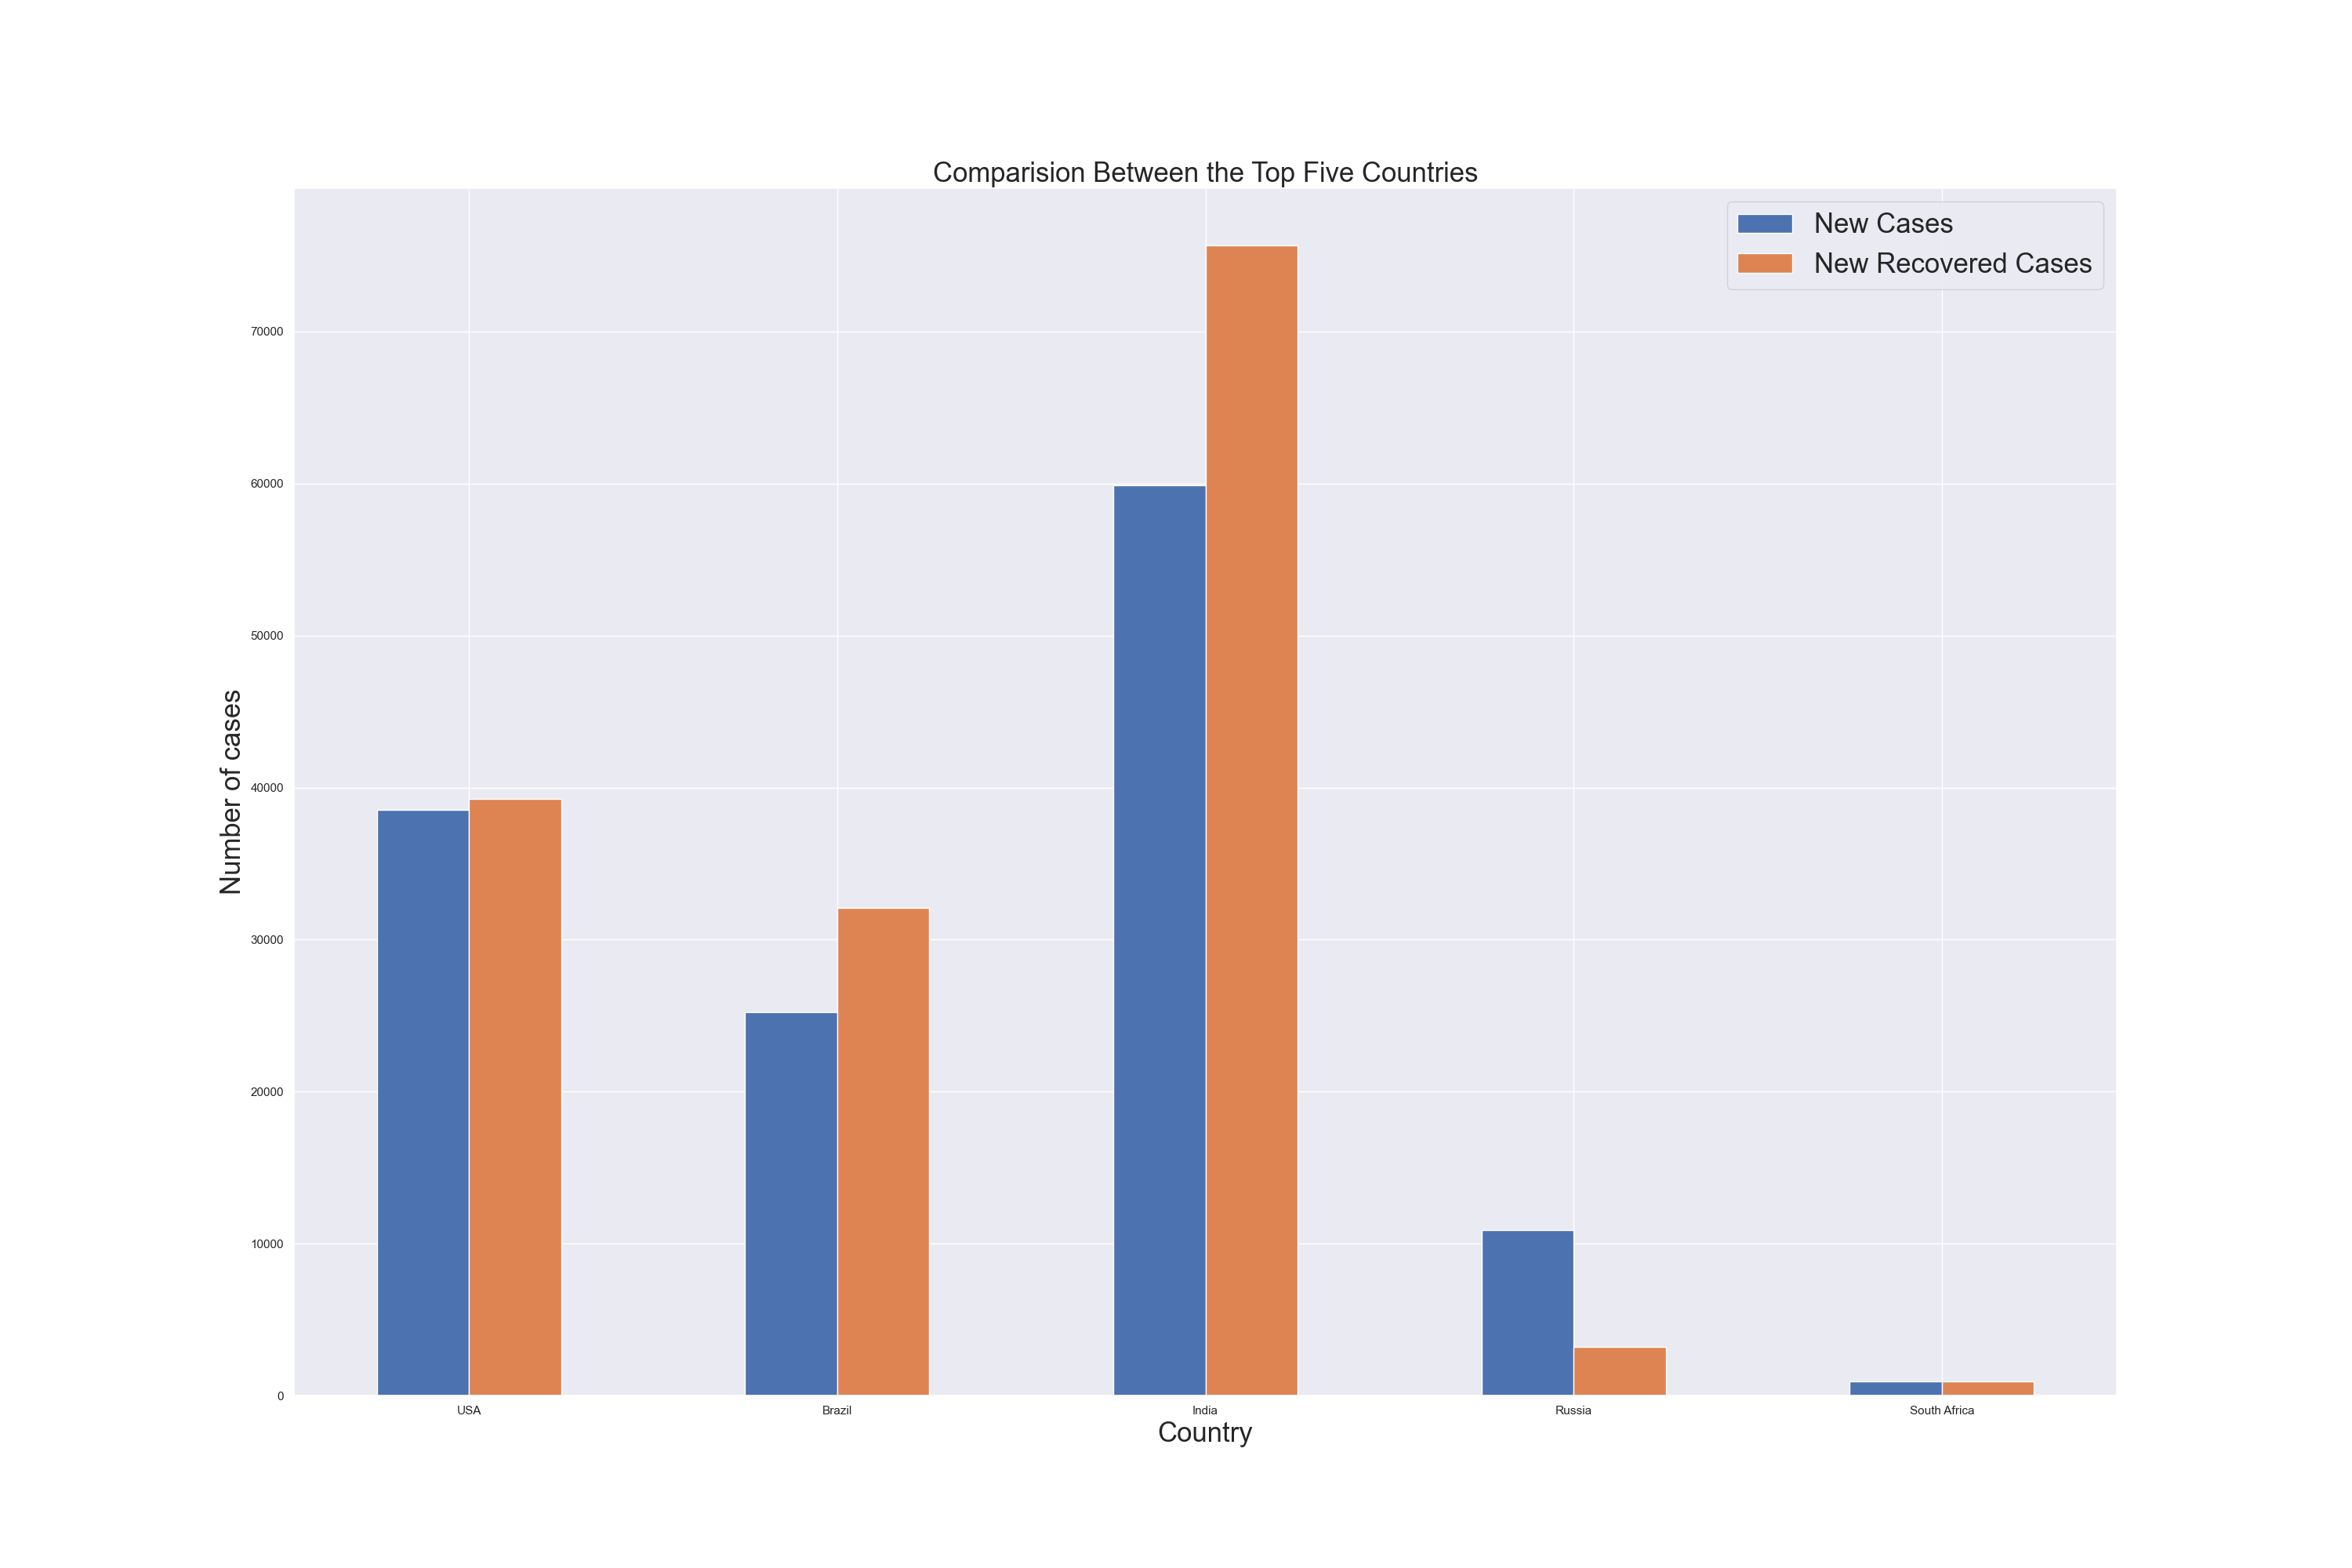 Comparision Between the Top Five Countries
New Cases
New Recovered Cases
Number of cases
70000
60000
50000
40000
30000
20000
10000
0
USA
Brazil
India
Russia
South Africa
Country